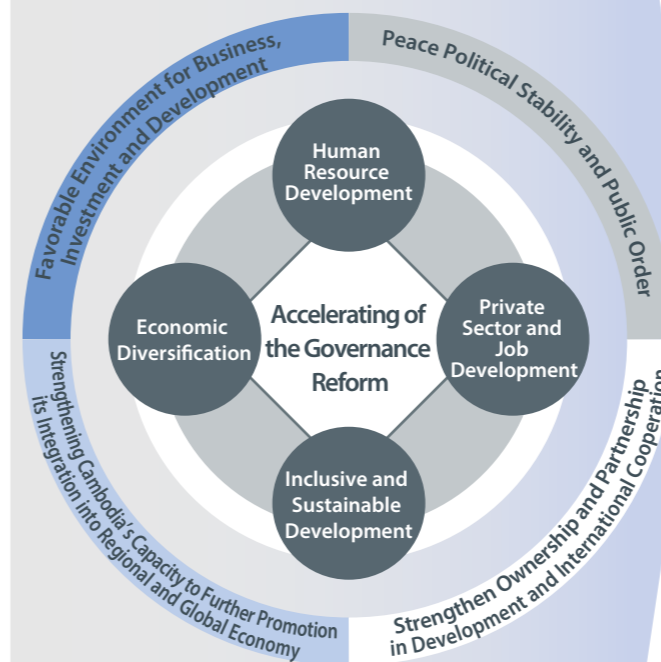 Favorable Environment for Business,
Investment and Development
Peace Political Stability and Public Order
Human
Resource
Development
Economic
Diversification
Accelerating of
the Governance
Reform
Private
Sector and
Job
Development
Inclusive and
Sustainable
Development
Strengthening Cambodia's Capacity to Further Promotion
its Integration into Regional and Global Economy
Strengthen Ownership and Partnership
in Development and International Cooperation